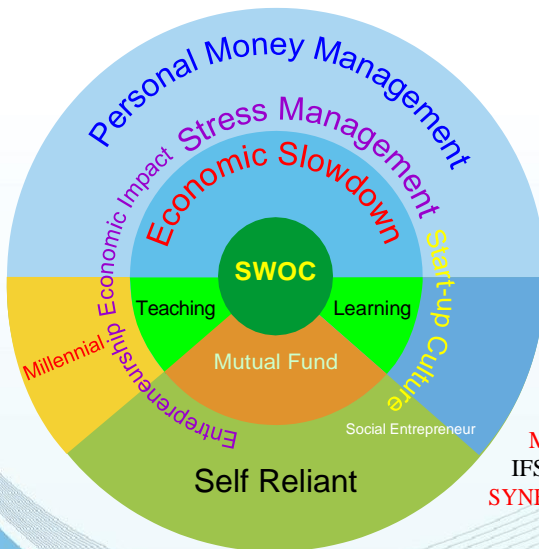 Personal Money Management
Stress Management
Economic Slowdown
Entrepreneurship Economic Impact
Start-up Culture
SWOC
Teaching
Learning
Millennial
Mutual Fund
Social Entrepreneur
Self Reliant